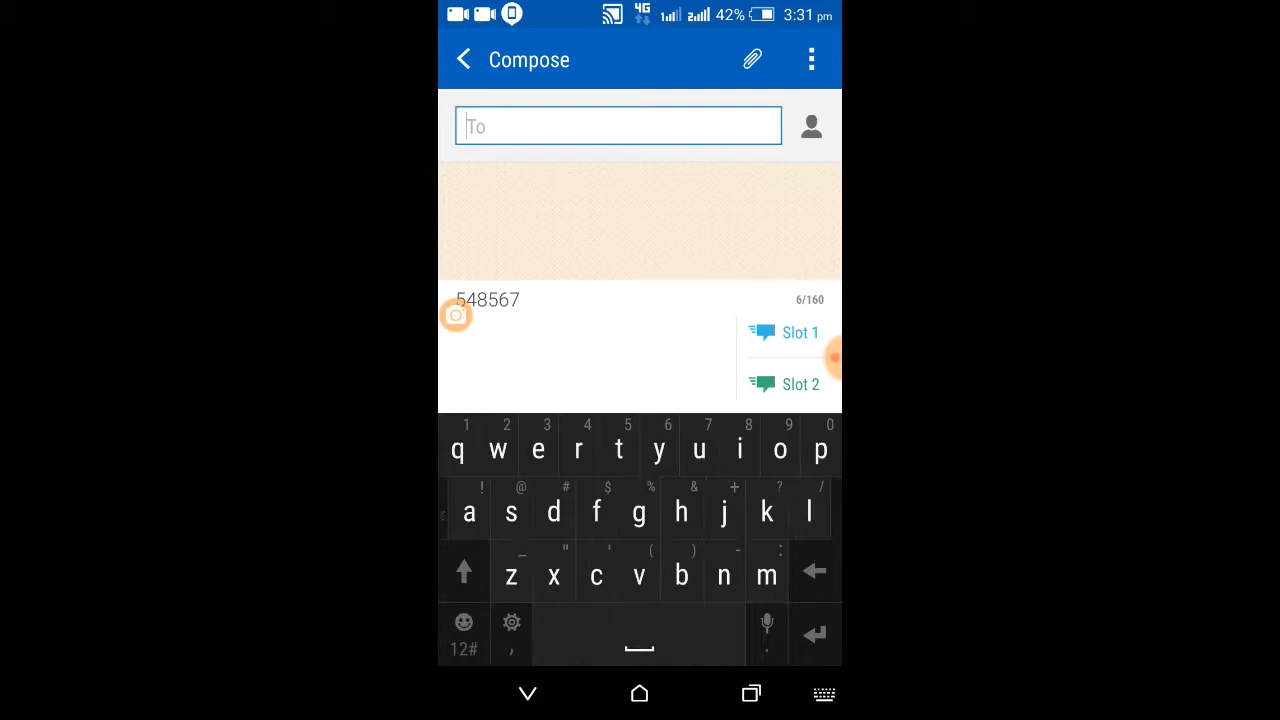 4G 42% 3:31 pm
Compose
To
548567 6/160
Slot 1
Slot 2
1 2 3 4 5 6 7 8 9 0
q w e r t y u i o p
! @ # $ % & + ? /
a s d f g h j k l
_ " ' ( ) - :
z x c v b n m
12# , .